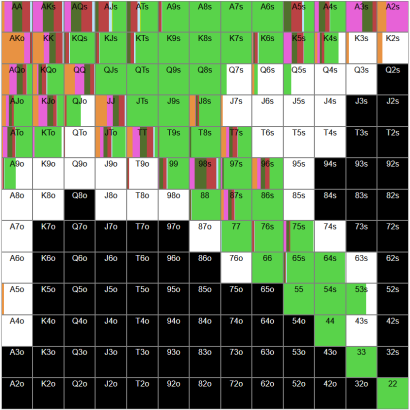 AA AKs AQs AJs ATs A9s A8s A7s A6s A5s A4s A3s A2s
AKo KK KQs KJs KTs K9s K8s K7s K6s K5s K4s K3s K2s
AQo KQo QQ QJs QTs Q9s Q8s Q7s Q6s Q5s Q4s Q3s Q2s
AJo KJo QJo JJ JTs J9s J8s J7s J6s J5s J4s J3s J2s
ATo KTo QTo JTo TT T9s T8s T7s T6s T5s T4s T3s T2s
A9o K9o Q9o J9o T9o 99 98s 97s 96s 95s 94s 93s 92s
A8o K8o Q8o J8o T8o 98o 88 87s 86s 85s 84s 83s 82s
A7o K7o Q7o J7o T7o 97o 87o 77 76s 75s 74s 73s 72s
A6o K6o Q6o J6o T6o 96o 86o 76o 66 65s 64s 63s 62s
A5o K5o Q5o J5o T5o 95o 85o 75o 65o 55 54s 53s 52s
A4o K4o Q4o J4o T4o 94o 84o 74o 64o 54o 44 43s 42s
A3o K3o Q3o J3o T3o 93o 83o 73o 63o 53o 43o 33 32s
A2o K2o Q2o J2o T2o 92o 82o 72o 62o 52o 42o 32o 22